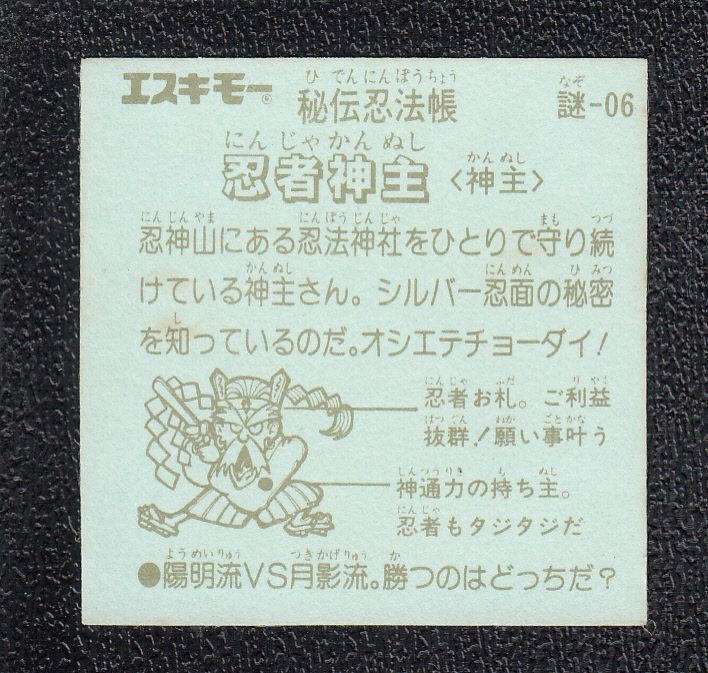 エスキモー® 秘伝忍法帳 謎-06
ひでんにんぽうちょう なぞ
にんじゃかんぬし
忍者神主 〈神主〉
かんぬし
にんじんやま にんぽうじんじゃ まも つづ
忍神山にある忍法神社をひとりで守り続
かんぬし にんめん ひみつ
けている神主さん。シルバー忍面の秘密
し
を知っているのだ。オシエテチョーダイ!
にんじゃ ふだ りやく
忍者お札。ご利益
ばつぐん ねが ごとかな
抜群!願い事叶う
しんつうりき も ぬし
神通力の持ち主。
にんじゃ
忍者もタジタジだ
ようめいりゅう つきかげりゅう か
●陽明流VS月影流。勝つのはどっちだ?